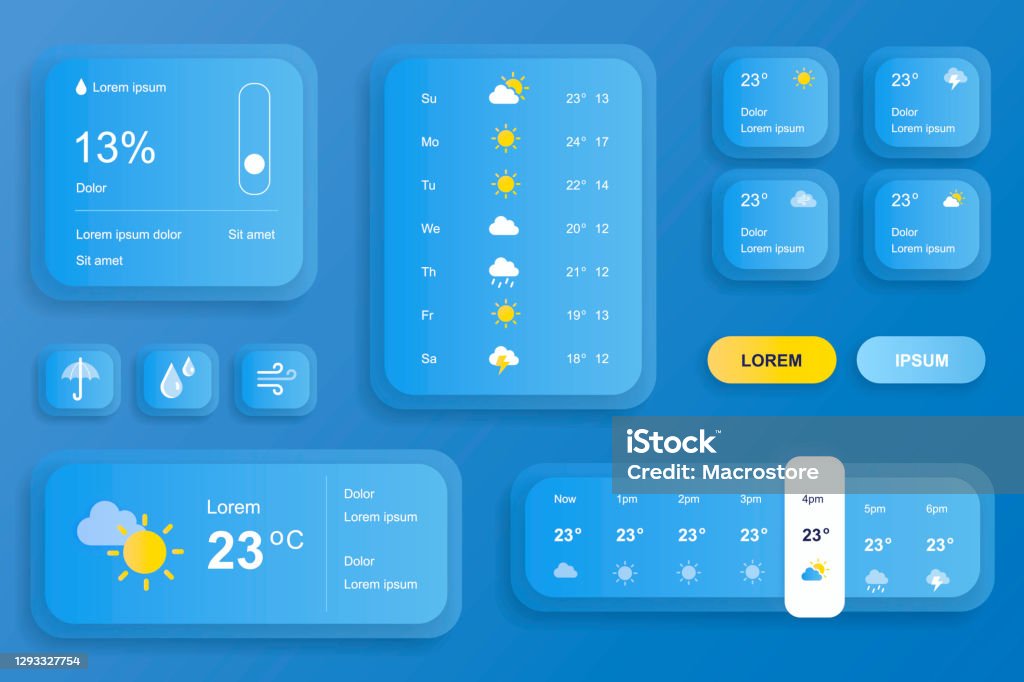 Lorem ipsum
13%
Dolor
Lorem ipsum dolor Sit amet
Sit amet
Su 23° 13
Mo 24° 17
Tu 22° 14
We 20° 12
Th 21° 12
Fr 19° 13
Sa 18° 12
23°
Dolor
Lorem ipsum
23°
Dolor
Lorem ipsum
23°
Dolor
Lorem ipsum
23°
Dolor
Lorem ipsum
LOREM IPSUM
iStock™
Credit: Macrostore
Lorem
23°C
Dolor
Lorem ipsum
Dolor
Lorem ipsum
Now 1pm 2pm 3pm 4pm 5pm 6pm
23° 23° 23° 23° 23° 23° 23°
1293327754